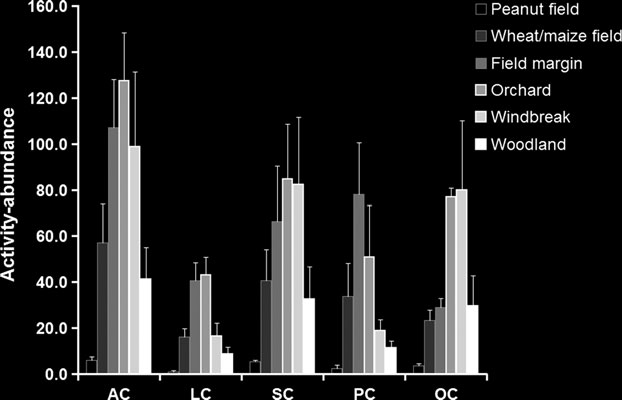 160.0
140.0
120.0
100.0
80.0
60.0
40.0
20.0
0.0
Activity-abundance
Peanut field
Wheat/maize field
Field margin
Orchard
Windbreak
Woodland
AC LC SC PC OC